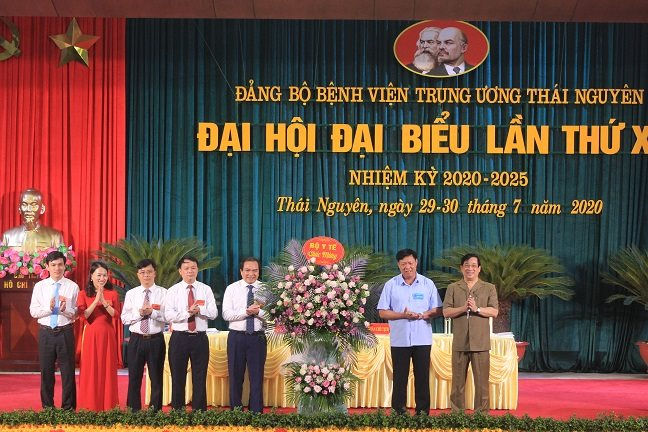 ĐẢNG BỘ BỆNH VIỆN TRUNG ƯƠNG THÁI NGUYÊN
ĐẠI HỘI ĐẠI BIỂU LẦN THỨ X
NHIỆM KỲ 2020-2025
Thái Nguyên, ngày 29-30 tháng 7 năm 2020
BỘ Y TẾ
Chúc Mừng
HỒ CHÍ